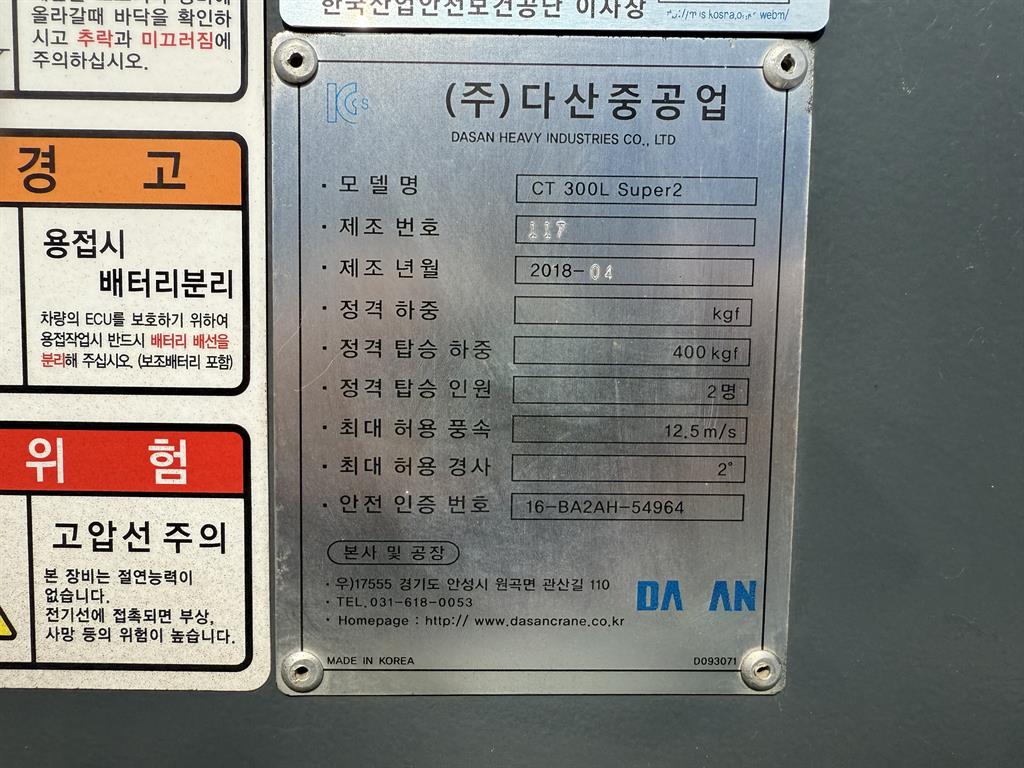 올라갈때 바닥을 확인하
시고 추락과 미끄러짐에
주의하십시오.
경 고
용접시
배터리분리
차량의 ECU를 보호하기 위하여
용접작업시 반드시 배터리 배선을
분리해 주십시오. (보조배터리 포함)
위 험
고압선 주의
본 장비는 절연능력이
없습니다.
전기선에 접촉되면 부상,
사망 등의 위험이 높습니다.
한국산업안전보건공단 이사장
(주)다산중공업
DASAN HEAVY INDUSTRIES CO., LTD
· 모델명 CT 300L Super2
· 제조 번호 117
· 제조 년월 2018-04
· 정격 하중 kgf
· 정격 탑승 하중 400 kgf
· 정격 탑승 인원 2명
· 최대 허용 풍속 12.5m/s
· 최대 허용 경사 2°
· 안전 인증 번호 16-BA2AH-54964
본사 및 공장
· 우)17555 경기도 안성시 원곡면 관산길 110
· TEL.031-618-0053
· Homepage : http:// www.dasancrane.co.kr
DA AN
MADE IN KOREA
D093071